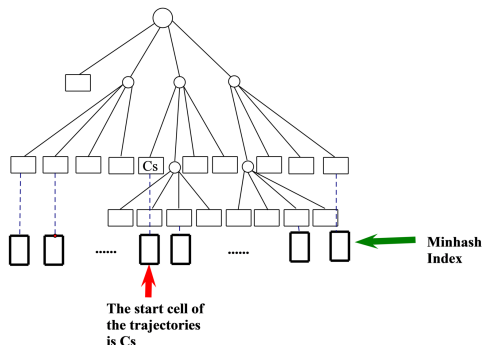 Cs
......
......
Minhash
Index
The start cell of
the trajectories
is Cs